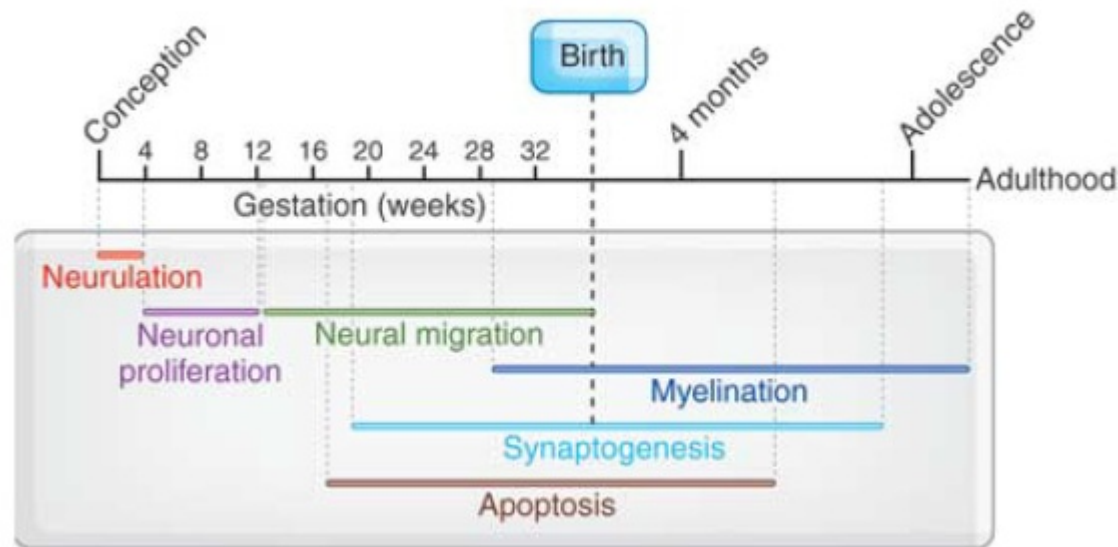 Conception
Birth
4 months
Adolescence
4 8 12 16 20 24 28 32
Adulthood
Gestation (weeks)
Neurulation
Neuronal
proliferation
Neural migration
Myelination
Synaptogenesis
Apoptosis